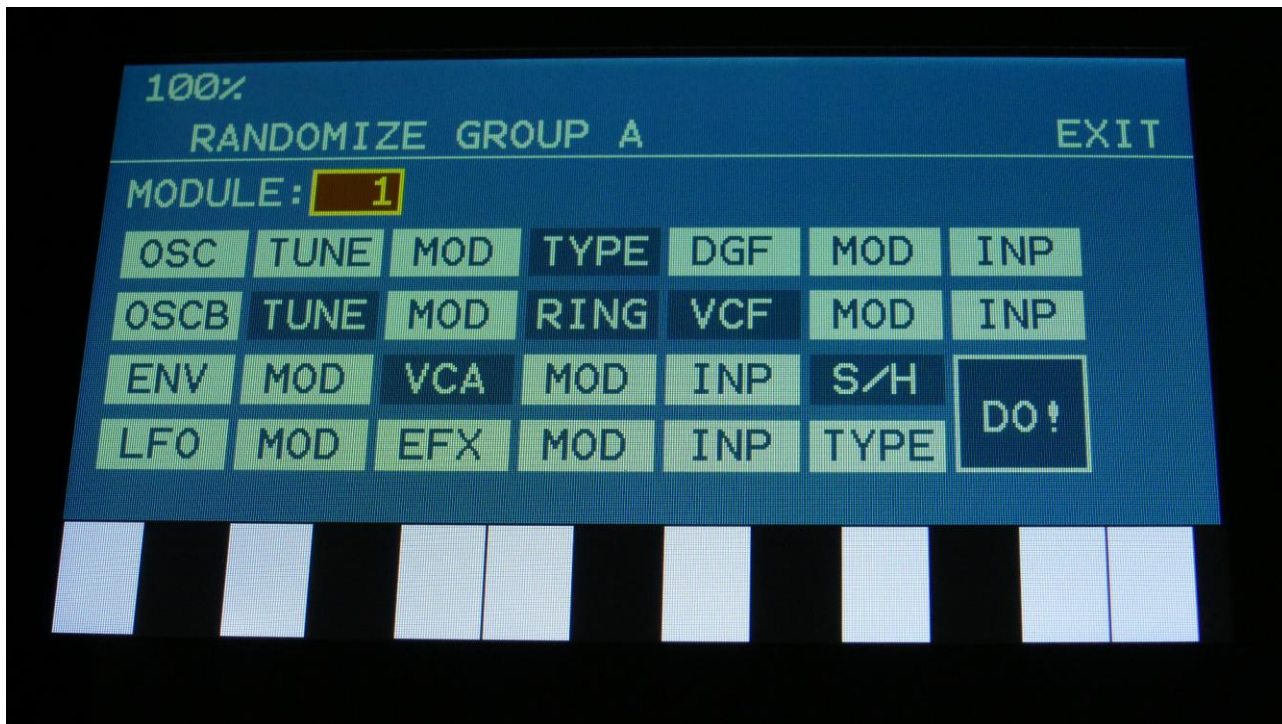 100%
RANDOMIZE GROUP A EXIT
MODULE: 1
OSC TUNE MOD TYPE DGF MOD INP
OSCB TUNE MOD RING VCF MOD INP
ENV MOD VCA MOD INP S/H
DO!
LFO MOD EFX MOD INP TYPE